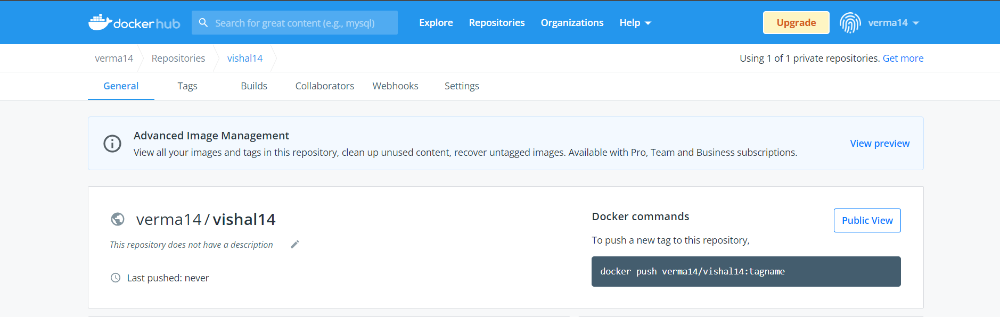 docker hub Search for great content (e.g., mysql) Explore Repositories Organizations Help Upgrade verma14
verma14 Repositories vishal14 Using 1 of 1 private repositories. Get more
General Tags Builds Collaborators Webhooks Settings
Advanced Image Management
View all your images and tags in this repository, clean up unused content, recover untagged images. Available with Pro, Team and Business subscriptions.
View preview
verma14 / vishal14
This repository does not have a description
Last pushed: never
Docker commands
Public View
To push a new tag to this repository,
docker push verma14/vishal14:tagname